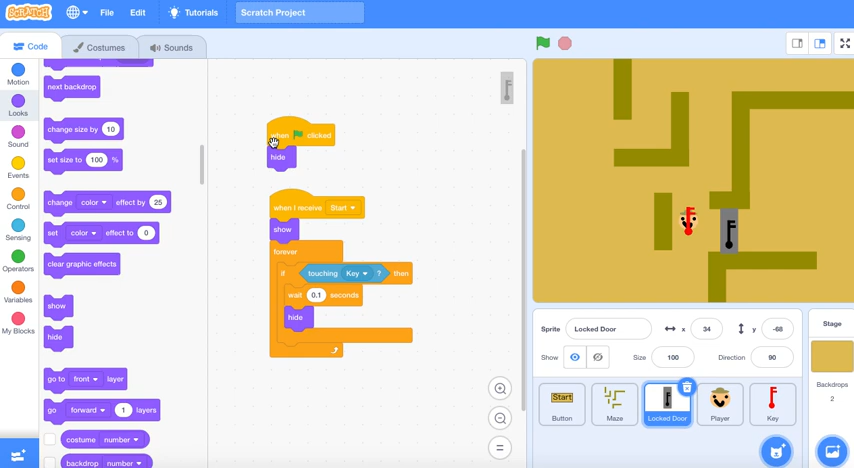 SCRATCH
File
Edit
Tutorials
Scratch Project
Code
Costumes
Sounds
Motion
Looks
Sound
Events
Control
Sensing
Operators
Variables
My Blocks
next backdrop
change size by 10
set size to 100 %
change color effect by 25
set color effect to 0
clear graphic effects
show
hide
go to front layer
go forward 1 layers
costume number
backdrop number
when clicked
hide
when I receive Start
show
forever
if touching Key ? then
wait 0.1 seconds
hide
Sprite Locked Door x 34 y -68
Show Size 100 Direction 90
Start
Button
Maze
Locked Door
Player
Key
Stage
Backdrops
2